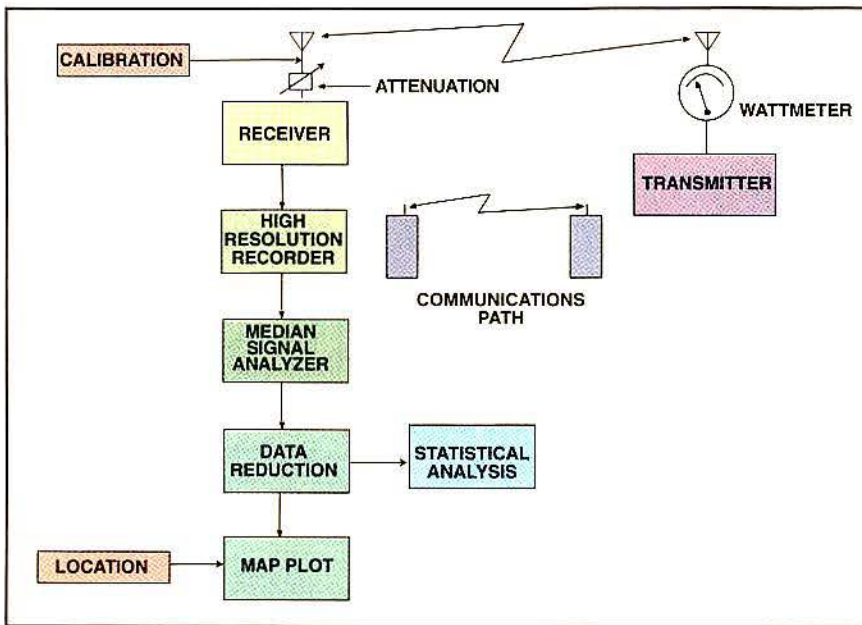 CALIBRATION
ATTENUATION
RECEIVER
WATTMETER
TRANSMITTER
HIGH
RESOLUTION
RECORDER
COMMUNICATIONS
PATH
MEDIAN
SIGNAL
ANALYZER
DATA
REDUCTION
STATISTICAL
ANALYSIS
LOCATION
MAP PLOT